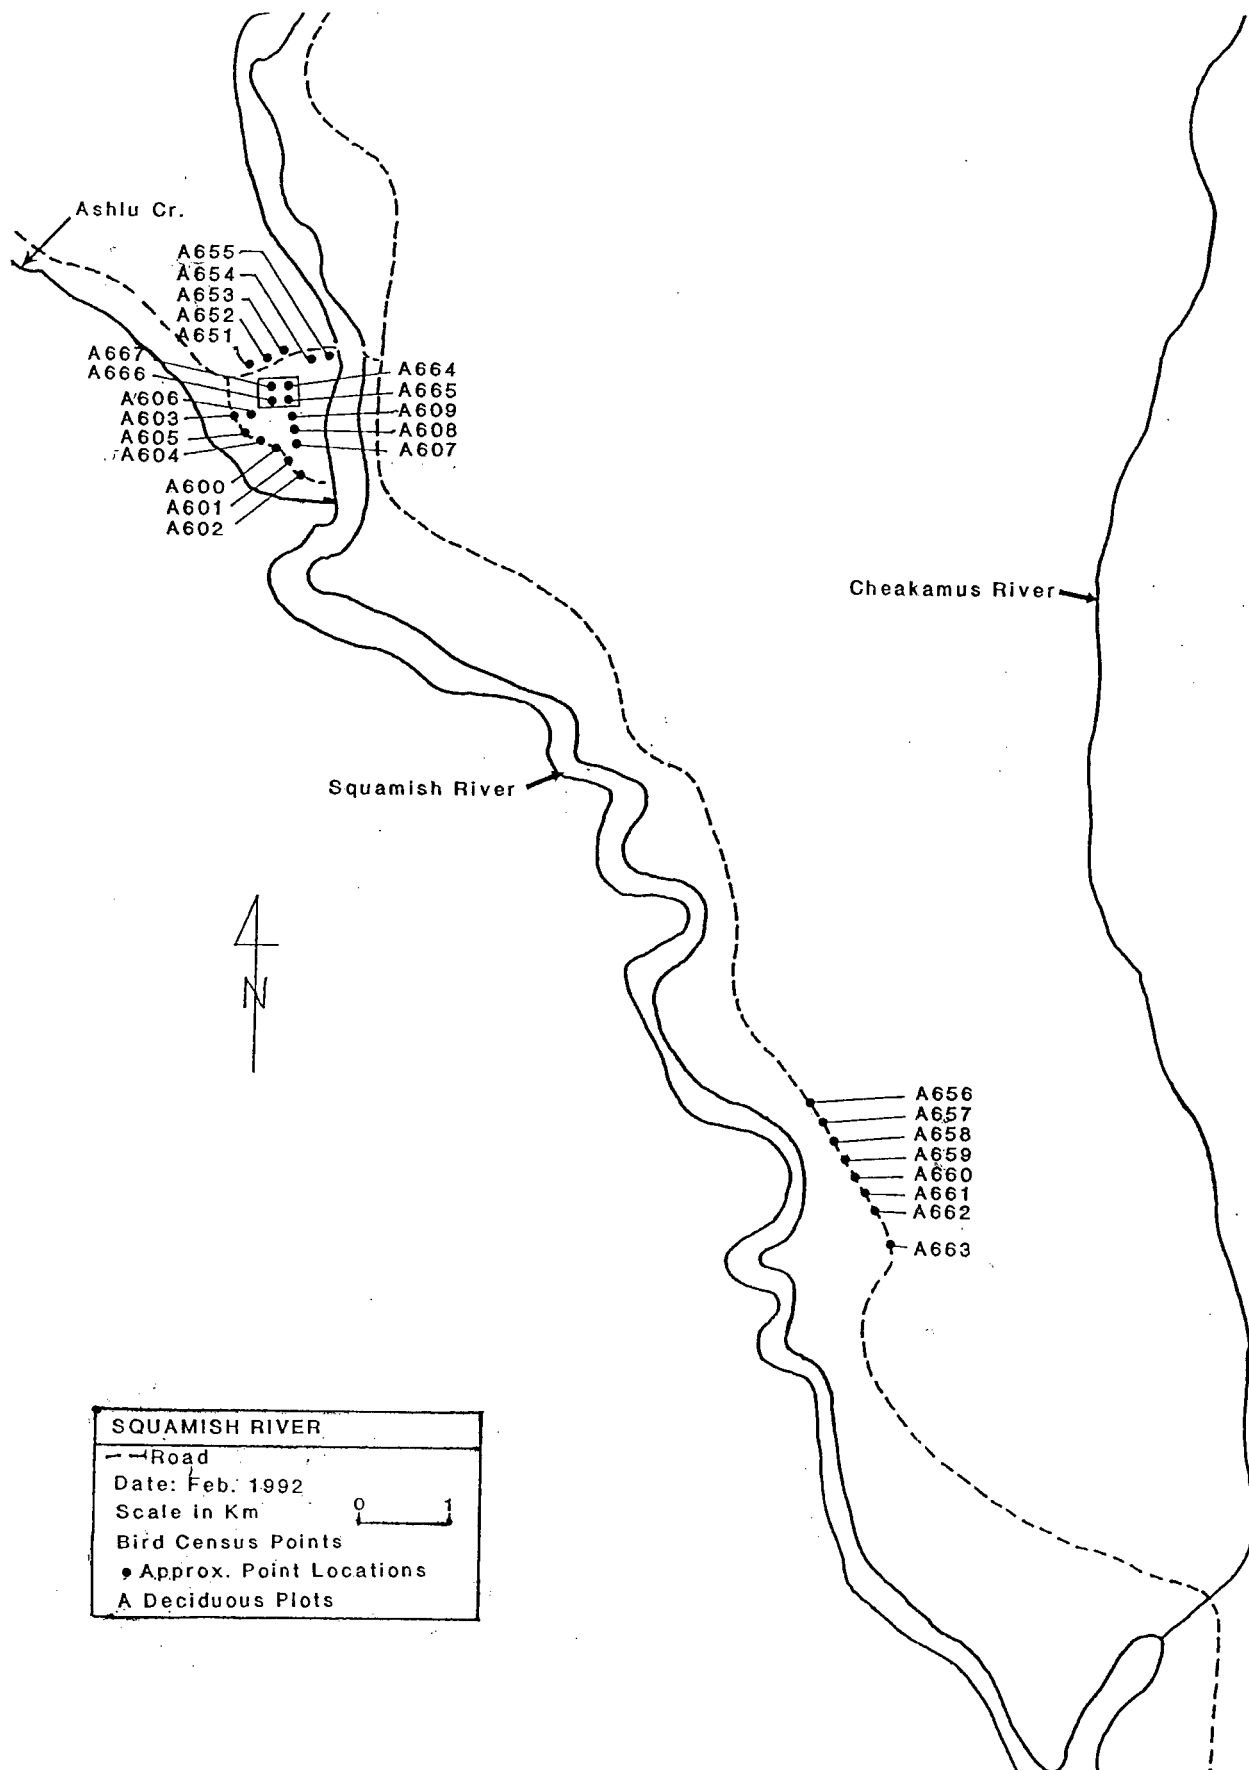 Ashlu Cr.
A655
A654
A653
A652
A651
A667
A666
A606
A603
A605
A604
A600
A601
A602
A664
A665
A609
A608
A607
Cheakamus River
Squamish River
N
A656
A657
A658
A659
A660
A661
A662
A663
SQUAMISH RIVER
Road
Date: Feb. 1992
Scale in Km 0 1
Bird Census Points
Approx. Point Locations
A Deciduous Plots